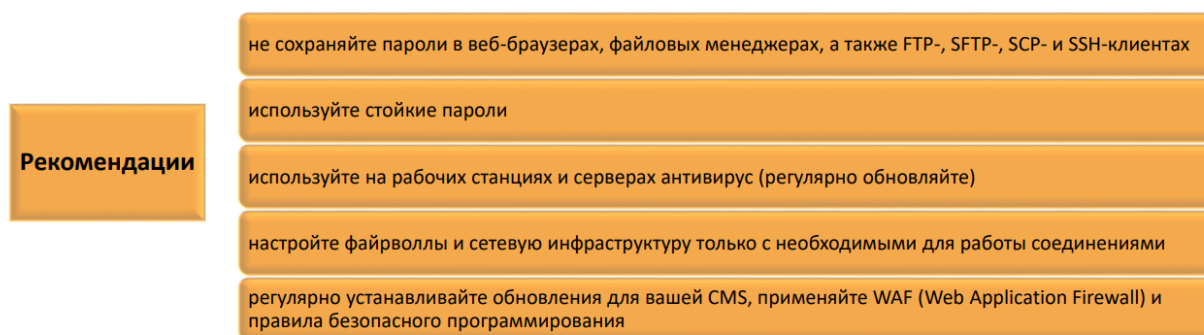 Рекомендации
не сохраняйте пароли в веб-браузерах, файловых менеджерах, а также FTP-, SFTP-, SCP- и SSH-клиентах
используйте стойкие пароли
используйте на рабочих станциях и серверах антивирус (регулярно обновляйте)
настройте файрволлы и сетевую инфраструктуру только с необходимыми для работы соединениями
регулярно устанавливайте обновления для вашей CMS, применяйте WAF (Web Application Firewall) и
правила безопасного программирования